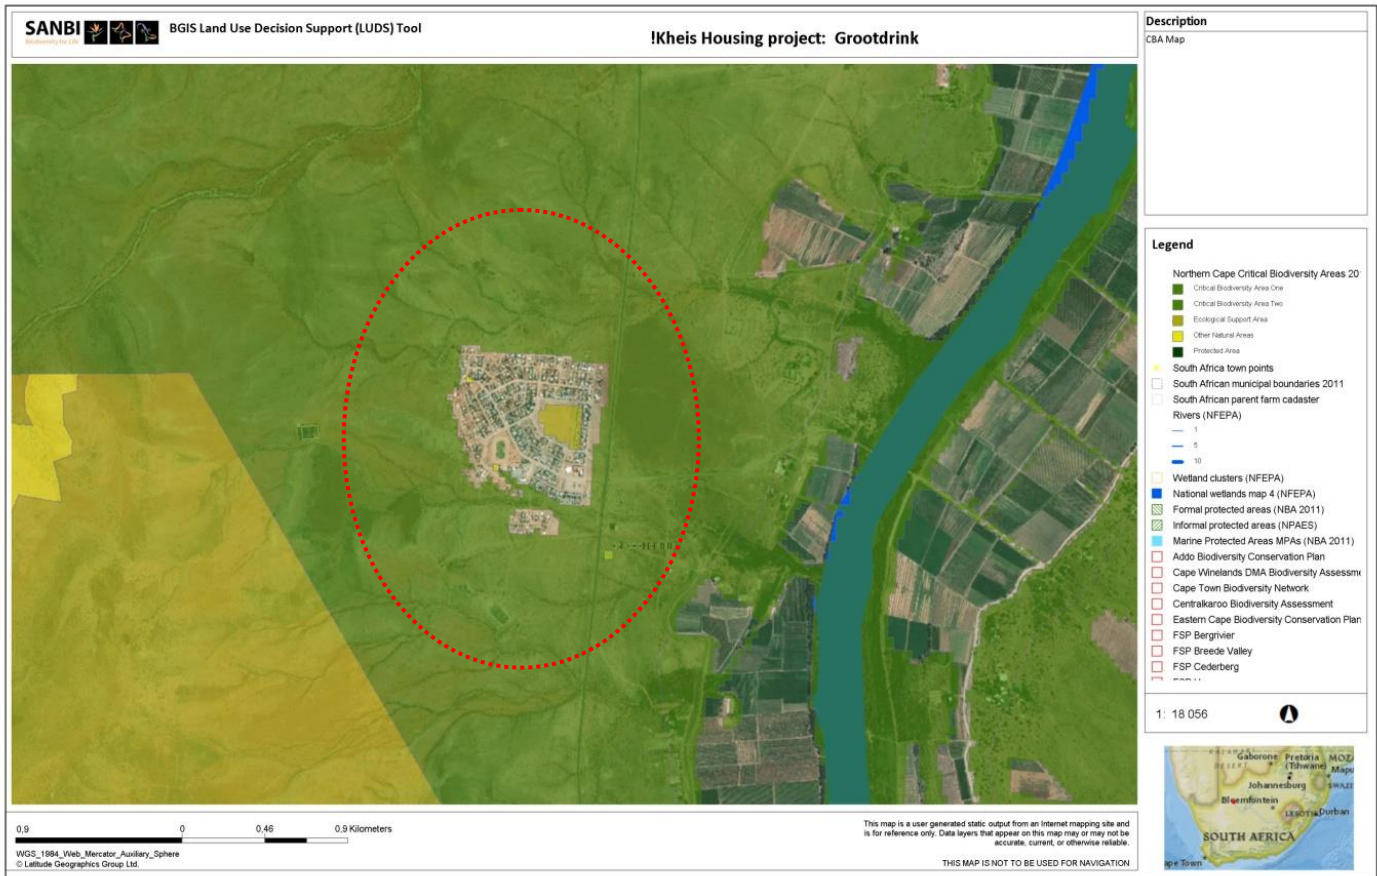 SANBI
Biodiversity for Life
BGIS Land Use Decision Support (LUDS) Tool
!Kheis Housing project: Grootdrink
Description
CBA Map
Legend
Northern Cape Critical Biodiversity Areas 20
Critical Biodiversity Area One
Critical Biodiversity Area Two
Ecological Support Area
Other Natural Areas
Protected Area
South Africa town points
South African municipal boundaries 2011
South African parent farm cadaster
Rivers (NFEPA)
1
5
10
Wetland clusters (NFEPA)
National wetlands map 4 (NFEPA)
Formal protected areas (NBA 2011)
Informal protected areas (NPAES)
Marine Protected Areas MPAs (NBA 2011)
Addo Biodiversity Conservation Plan
Cape Winelands DMA Biodiversity Assessme
Cape Town Biodiversity Network
Centralkaroo Biodiversity Assessment
Eastern Cape Biodiversity Conservation Plan
FSP Bergrivier
FSP Breede Valley
FSP Cederberg
1: 18 056
Gaborone Pretoria MOZ
DESERT (Tshwane) Mapu
Johannesburg SWAZI
Bloemfontein
LESOTHO Durban
SOUTH AFRICA
ape Town
0,9 0 0,46 0,9 Kilometers
WGS_1984_Web_Mercator_Auxiliary_Sphere
© Latitude Geographics Group Ltd.
This map is a user generated static output from an Internet mapping site and
is for reference only. Data layers that appear on this map may or may not be
accurate, current, or otherwise reliable.
THIS MAP IS NOT TO BE USED FOR NAVIGATION